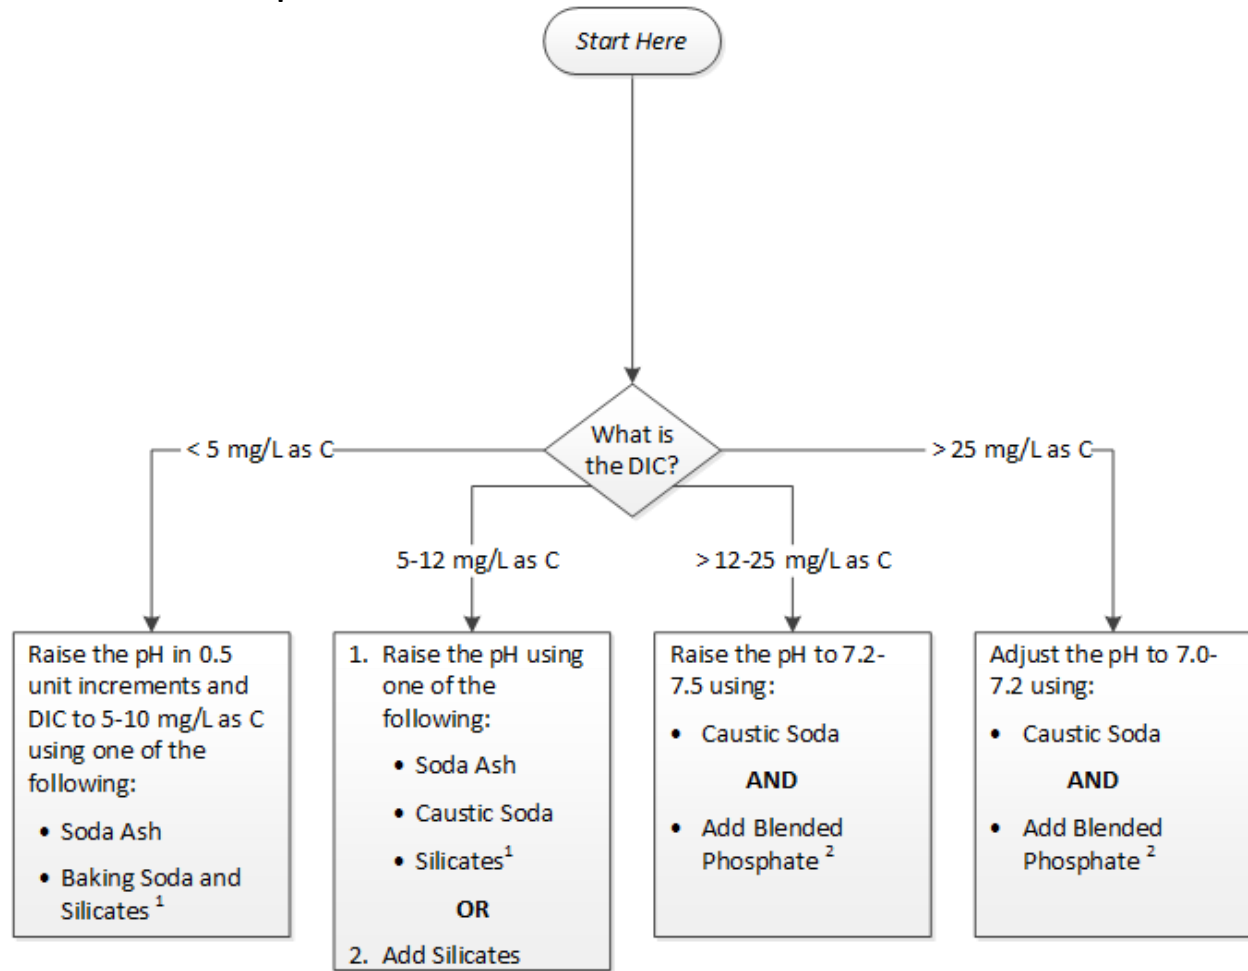 Start Here
What is
the DIC?
< 5 mg/L as C
> 25 mg/L as C
5-12 mg/L as C
> 12-25 mg/L as C
Raise the pH in 0.5
unit increments and
DIC to 5-10 mg/L as C
using one of the
following:
• Soda Ash
• Baking Soda and
Silicates 1
1. Raise the pH using
one of the
following:
• Soda Ash
• Caustic Soda
• Silicates1
OR
2. Add Silicates
Raise the pH to 7.2-
7.5 using:
• Caustic Soda
AND
• Add Blended
Phosphate 2
Adjust the pH to 7.0-
7.2 using:
• Caustic Soda
AND
• Add Blended
Phosphate 2